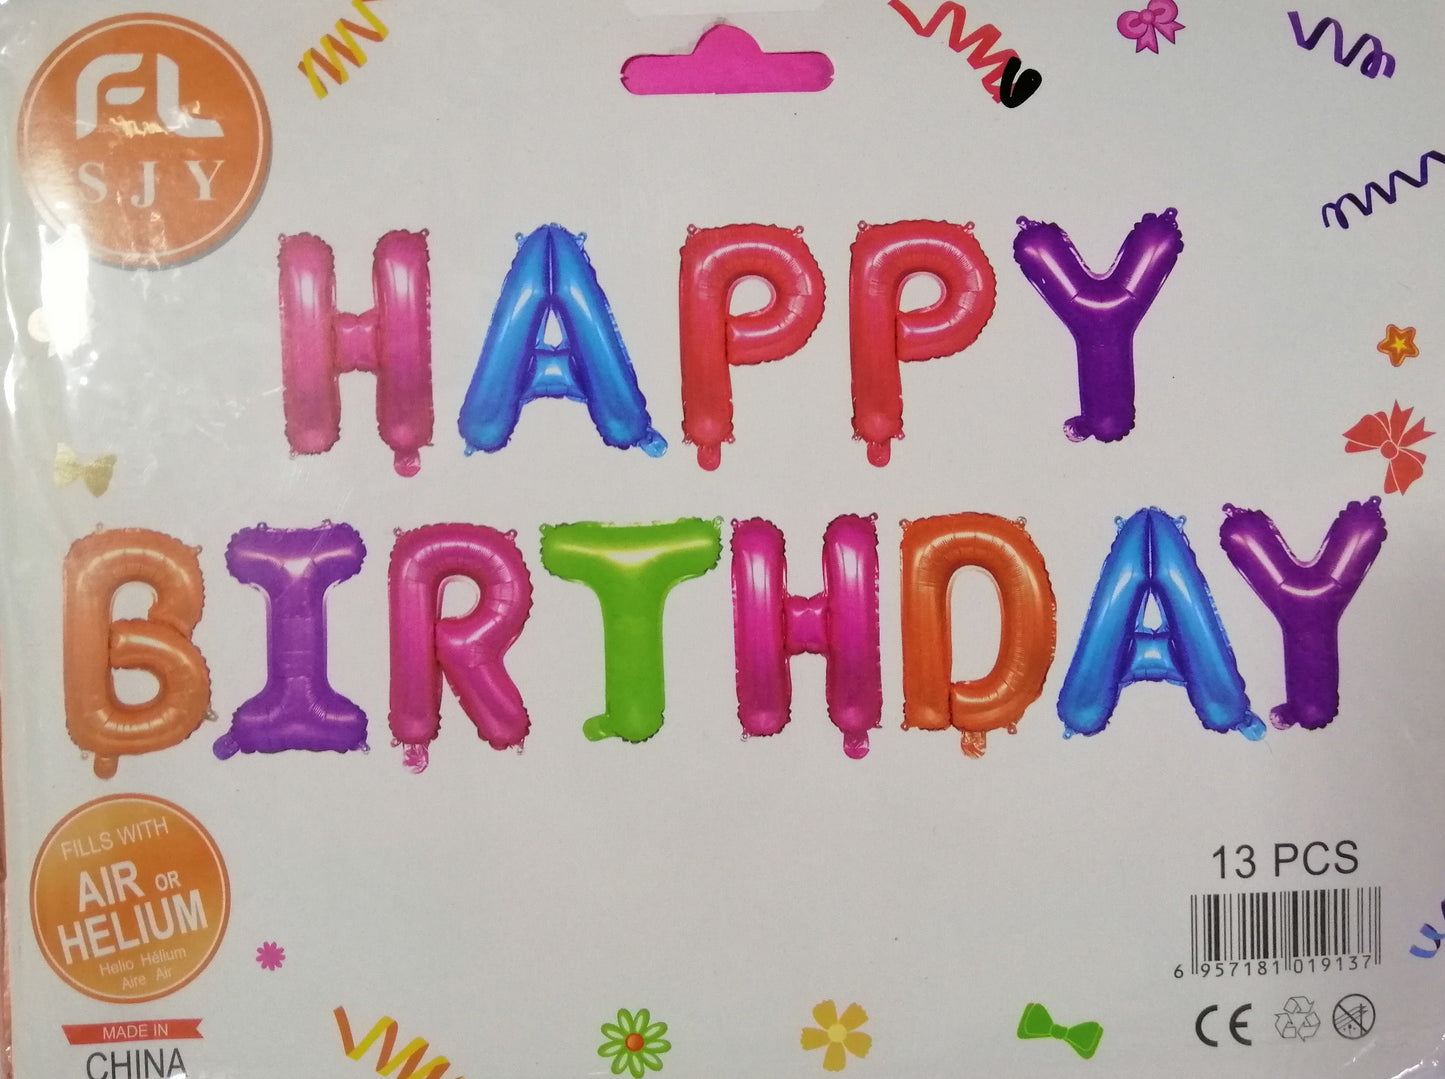 FL
SJY
HAPPY
BIRTHDAY
FILLS WITH
AIR OR
HELIUM
Helio Hélium
Aire Air
MADE IN
CHINA
13 PCS
6 957181 019137
CE